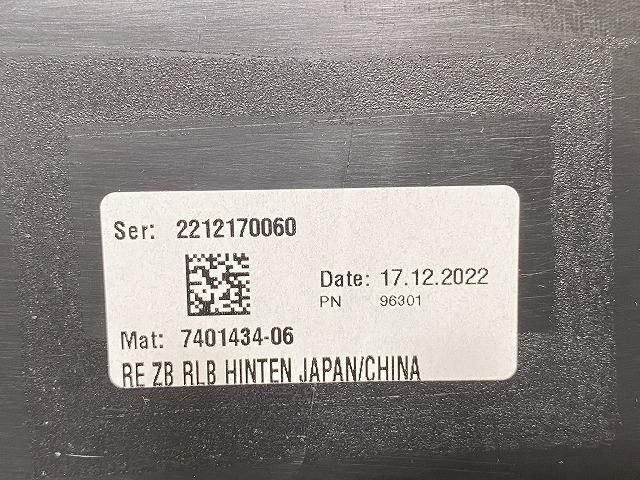 Ser: 2212170060
Date: 17.12.2022
PN 96301
Mat: 7401434-06
RE ZB RLB HINTEN JAPAN/CHINA